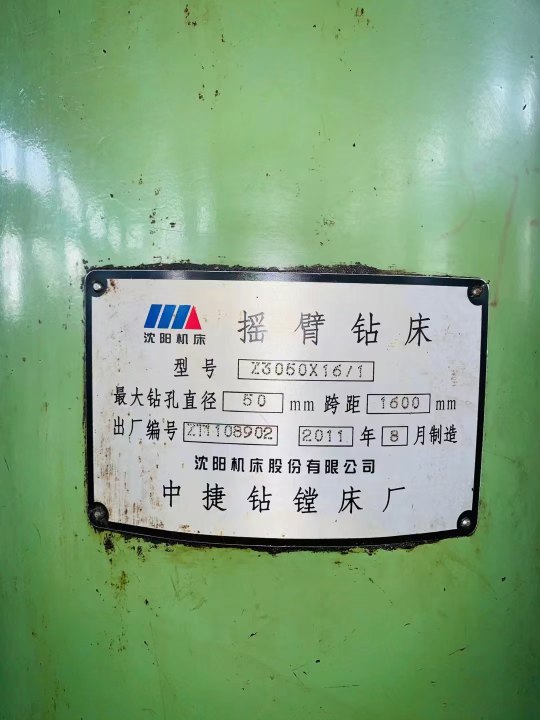 沈阳机床
摇臂钻床
型号 Z3050X16/1
最大钻孔直径 50 mm 跨距 1600 mm
出厂编号 ZT1108902 2011 年 8 月制造
沈阳机床股份有限公司
中捷钻镗床厂